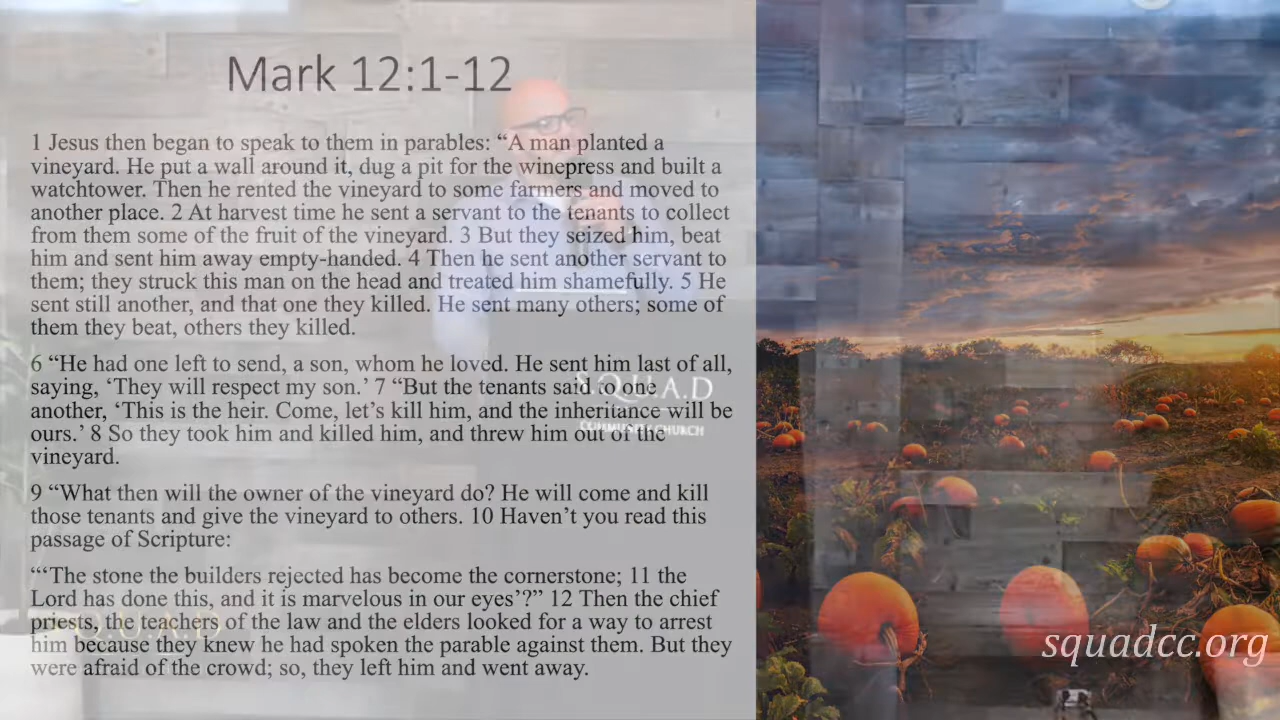 Mark 12:1-12
1 Jesus then began to speak to them in parables: “A man planted a
vineyard. He put a wall around it, dug a pit for the winepress and built a
watchtower. Then he rented the vineyard to some farmers and moved to
another place. 2 At harvest time he sent a servant to the tenants to collect
from them some of the fruit of the vineyard. 3 But they seized him, beat
him and sent him away empty-handed. 4 Then he sent another servant to
them; they struck this man on the head and treated him shamefully. 5 He
sent still another, and that one they killed. He sent many others; some of
them they beat, others they killed.
6 “He had one left to send, a son, whom he loved. He sent him last of all,
saying, ‘They will respect my son.’ 7 “But the tenants said to one
another, ‘This is the heir. Come, let’s kill him, and the inheritance will be
ours.’ 8 So they took him and killed him, and threw him out of the
vineyard.
9 “What then will the owner of the vineyard do? He will come and kill
those tenants and give the vineyard to others. 10 Haven’t you read this
passage of Scripture:
“‘The stone the builders rejected has become the cornerstone; 11 the
Lord has done this, and it is marvelous in our eyes’?” 12 Then the chief
priests, the teachers of the law and the elders looked for a way to arrest
him because they knew he had spoken the parable against them. But they
were afraid of the crowd; so, they left him and went away.
S.Q.U.A.D
COMMUNITY CHURCH
S.Q.U.A.D
squadcc.org